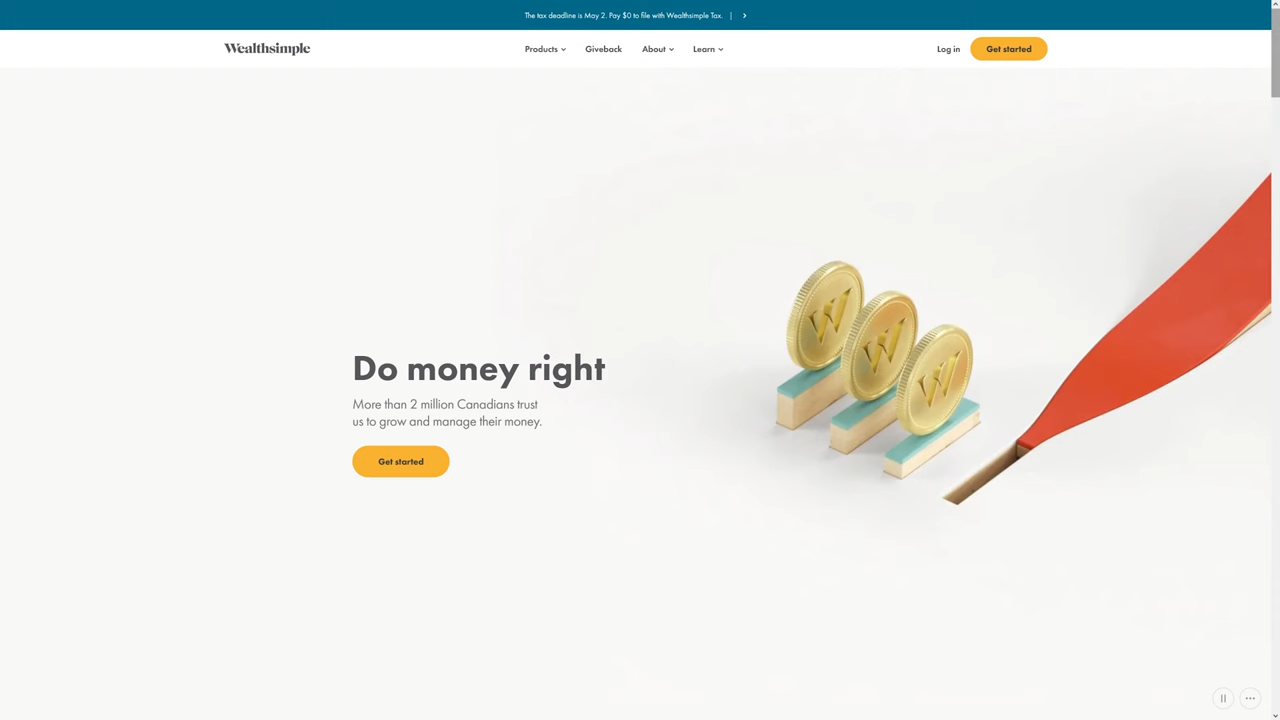 The tax deadline is May 2. Pay $0 to file with Wealthsimple Tax. |
Wealthsimple
Products
Giveback
About
Learn
Log in
Get started
W
W
W
Do money right
More than 2 million Canadians trust
us to grow and manage their money.
Get started